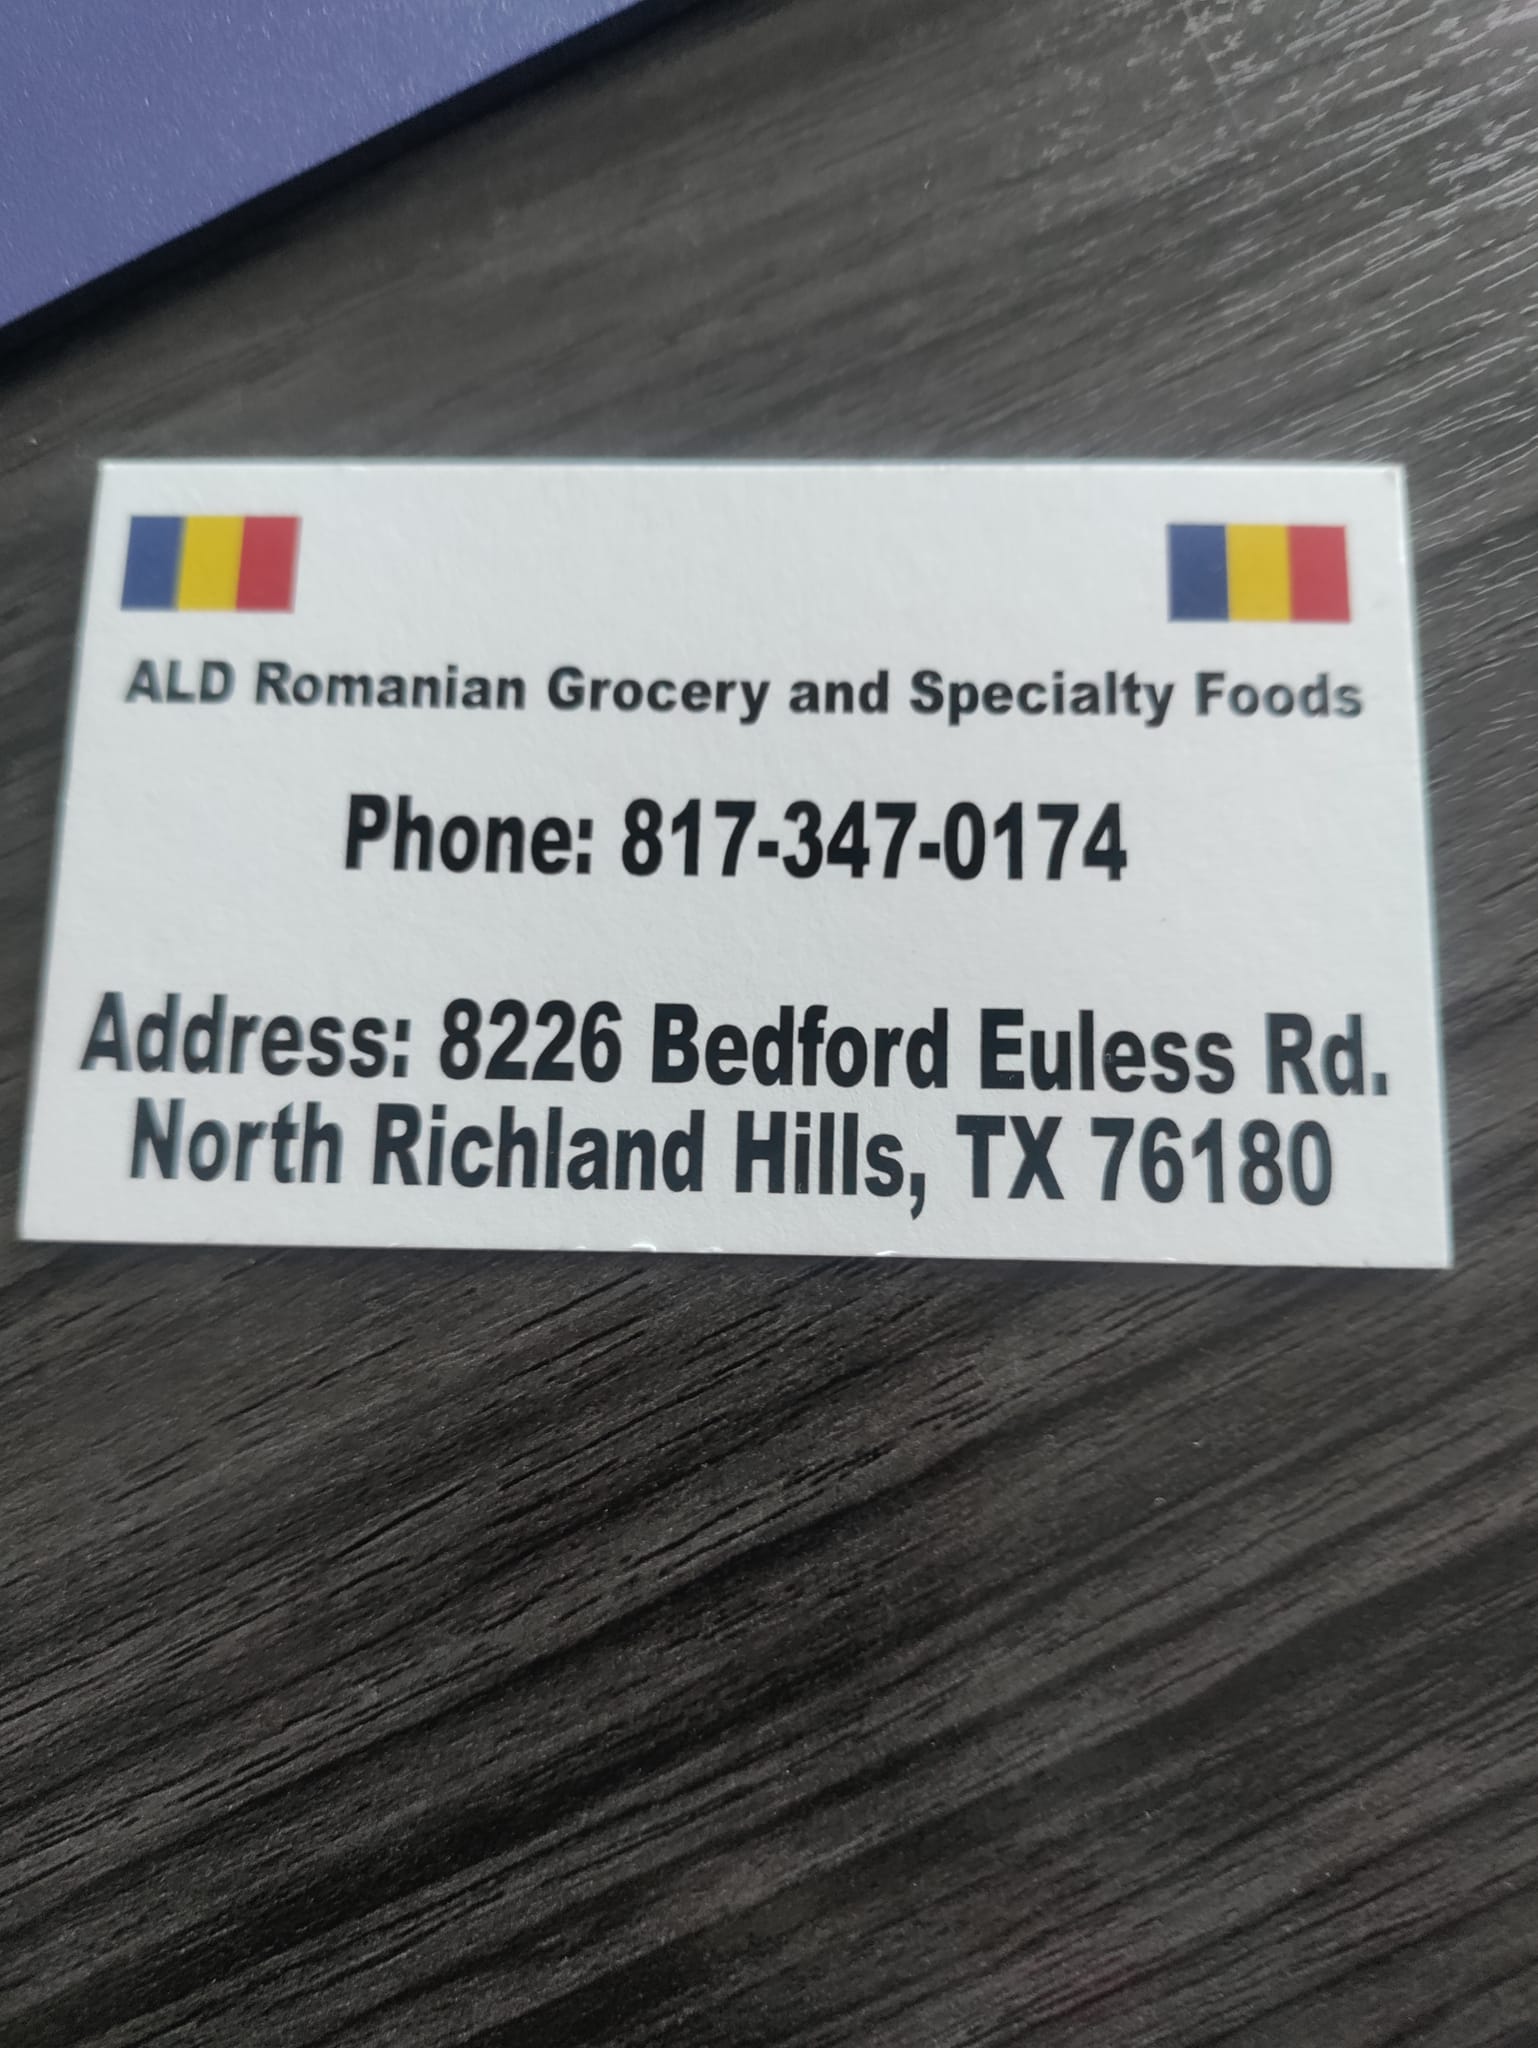 ALD Romanian Grocery and Specialty Foods
Phone: 817-347-0174
Address: 8226 Bedford Euless Rd.
North Richland Hills, TX 76180